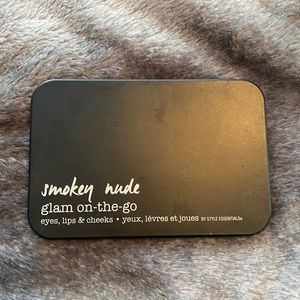 smokey nude
glam on-the-go
eyes, lips & cheeks • yeux, lèvres et joues BY STYLE ESSENTIALS